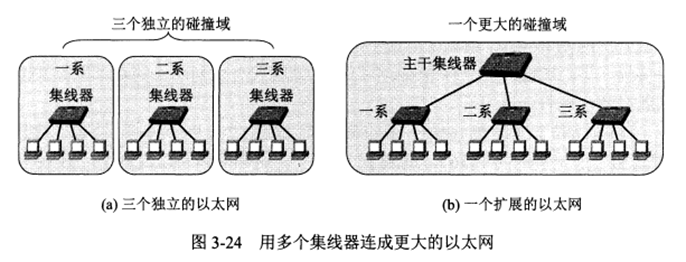 三个独立的碰撞域
一系
集线器
二系
集线器
三系
集线器
(a) 三个独立的以太网
一个更大的碰撞域
主干集线器
一系
二系
三系
(b) 一个扩展的以太网
图 3-24 用多个集线器连成更大的以太网